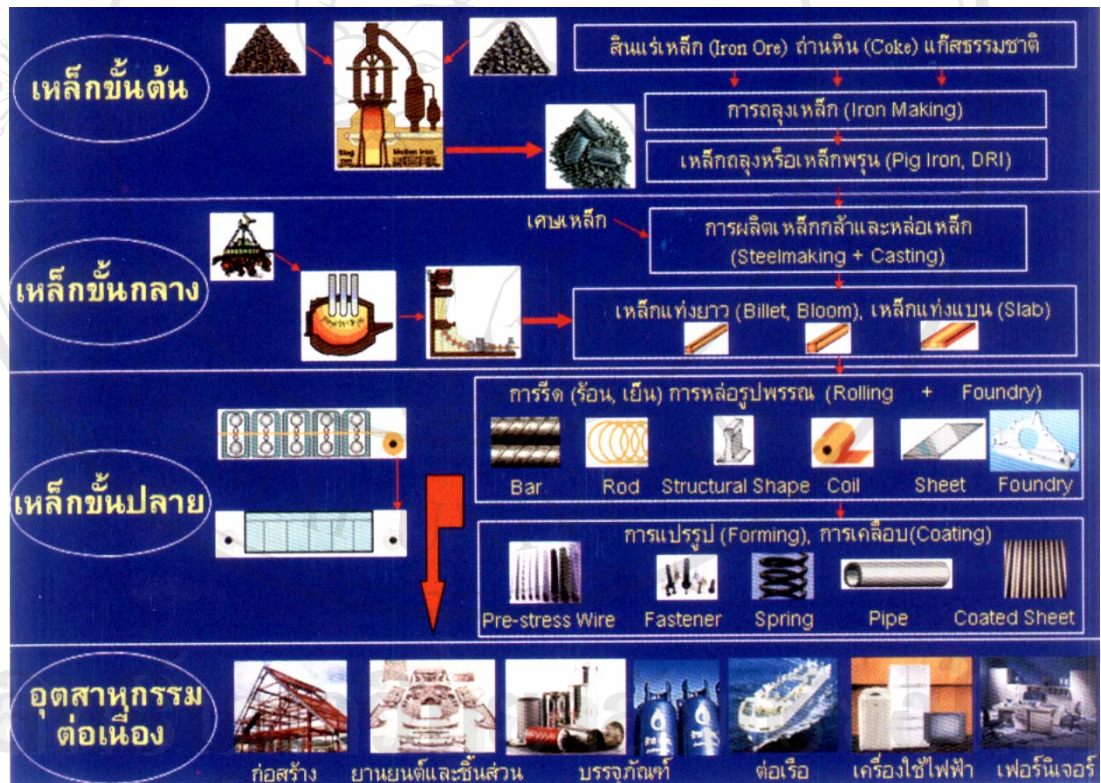 เหล็กขั้นต้น
สินแร่เหล็ก (Iron Ore) ถ่านหิน (Coke) แก๊สธรรมชาติ
การถลุงเหล็ก (Iron Making)
Slag
Molten Iron
เหล็กถลุงหรือเหล็กพรุน (Pig Iron, DRI)
เหล็กขั้นกลาง
เศษเหล็ก
การผลิตเหล็กกล้าและหล่อเหล็ก
(Steelmaking + Casting)
เหล็กแท่งยาว (Billet, Bloom), เหล็กแท่งแบน (Slab)
เหล็กขั้นปลาย
การรีด (ร้อน, เย็น) การหล่อรูปพรรณ (Rolling + Foundry)
Bar Rod Structural Shape Coil Sheet Foundry
การแปรรูป (Forming), การเคลือบ(Coating)
Pre-stress Wire Fastener Spring Pipe Coated Sheet
อุตสาหกรรม
ต่อเนื่อง
ก่อสร้าง ยานยนต์และชิ้นส่วน บรรจุภัณฑ์ ต่อเรือ เครื่องใช้ไฟฟ้า เฟอร์นิเจอร์